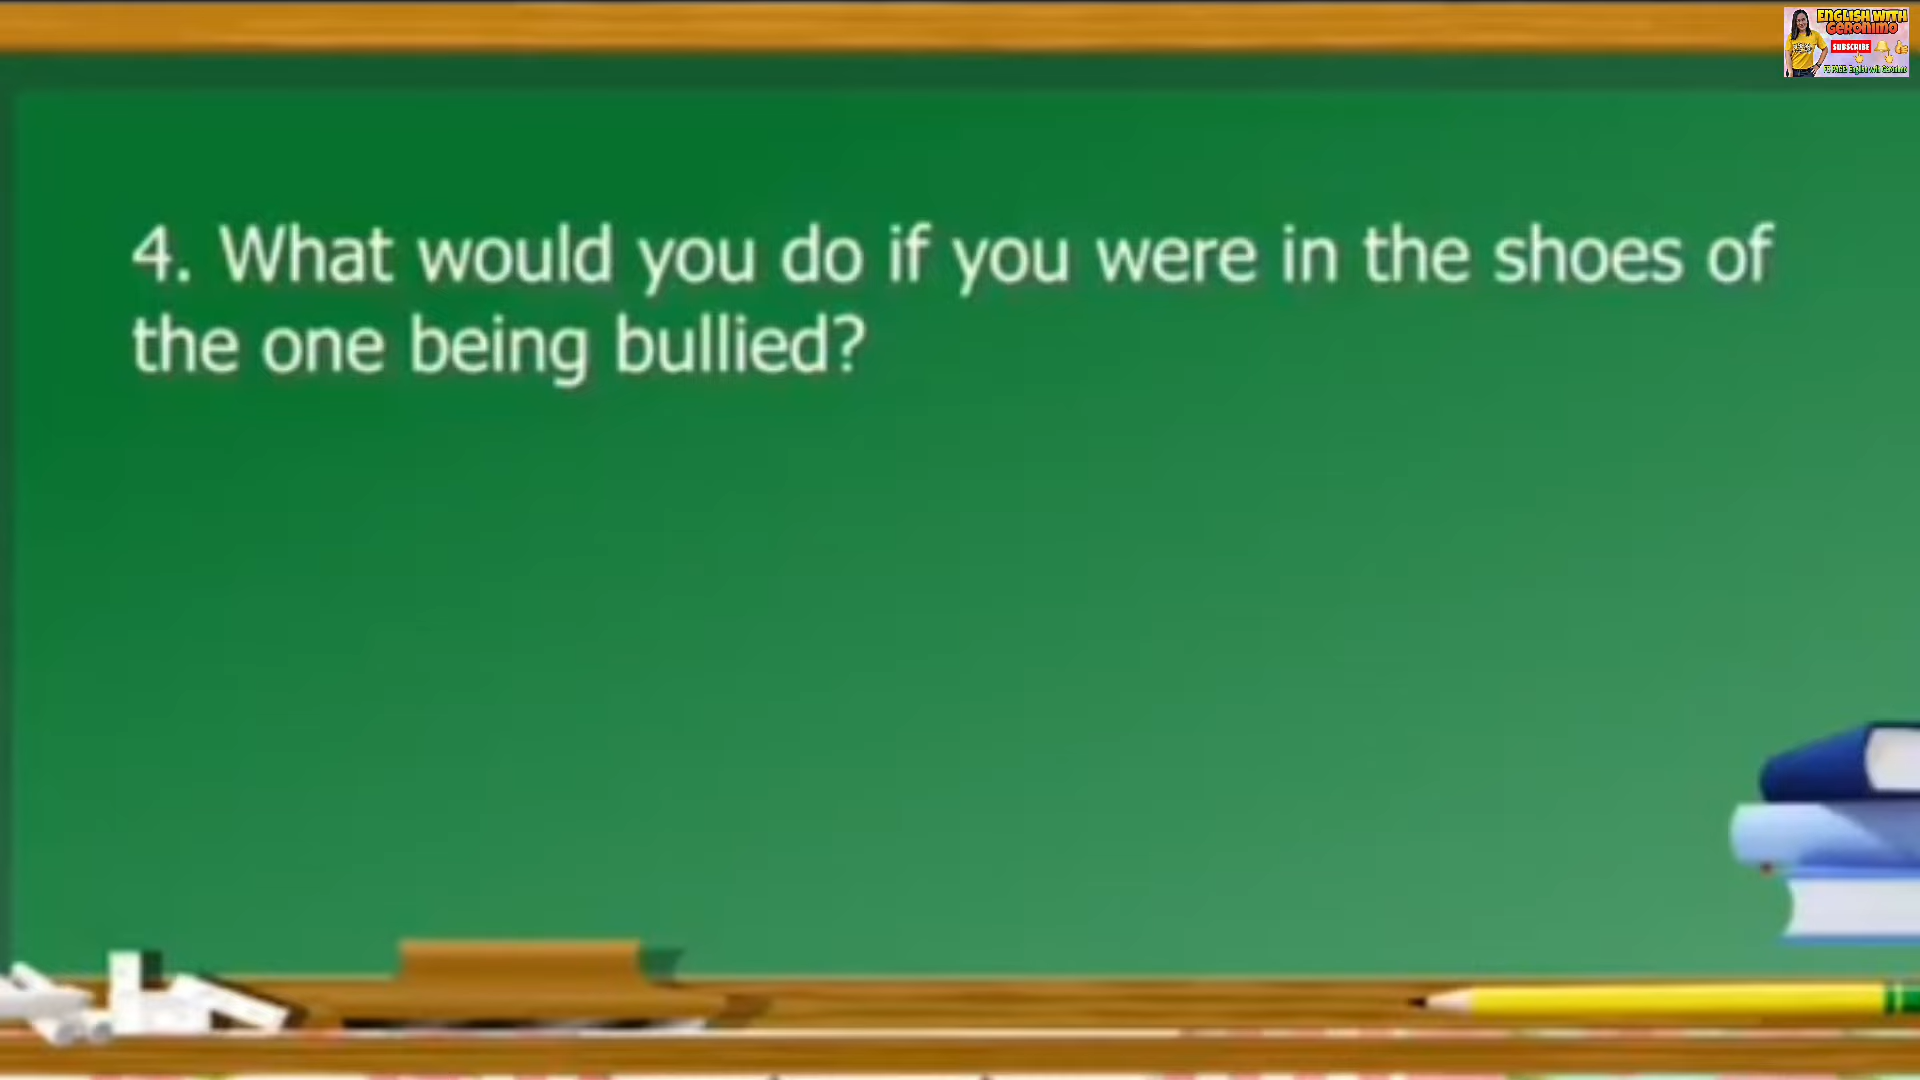 ENGLISH WITH
GERONIMO
SUBSCRIBE
4. What would you do if you were in the shoes of
the one being bullied?